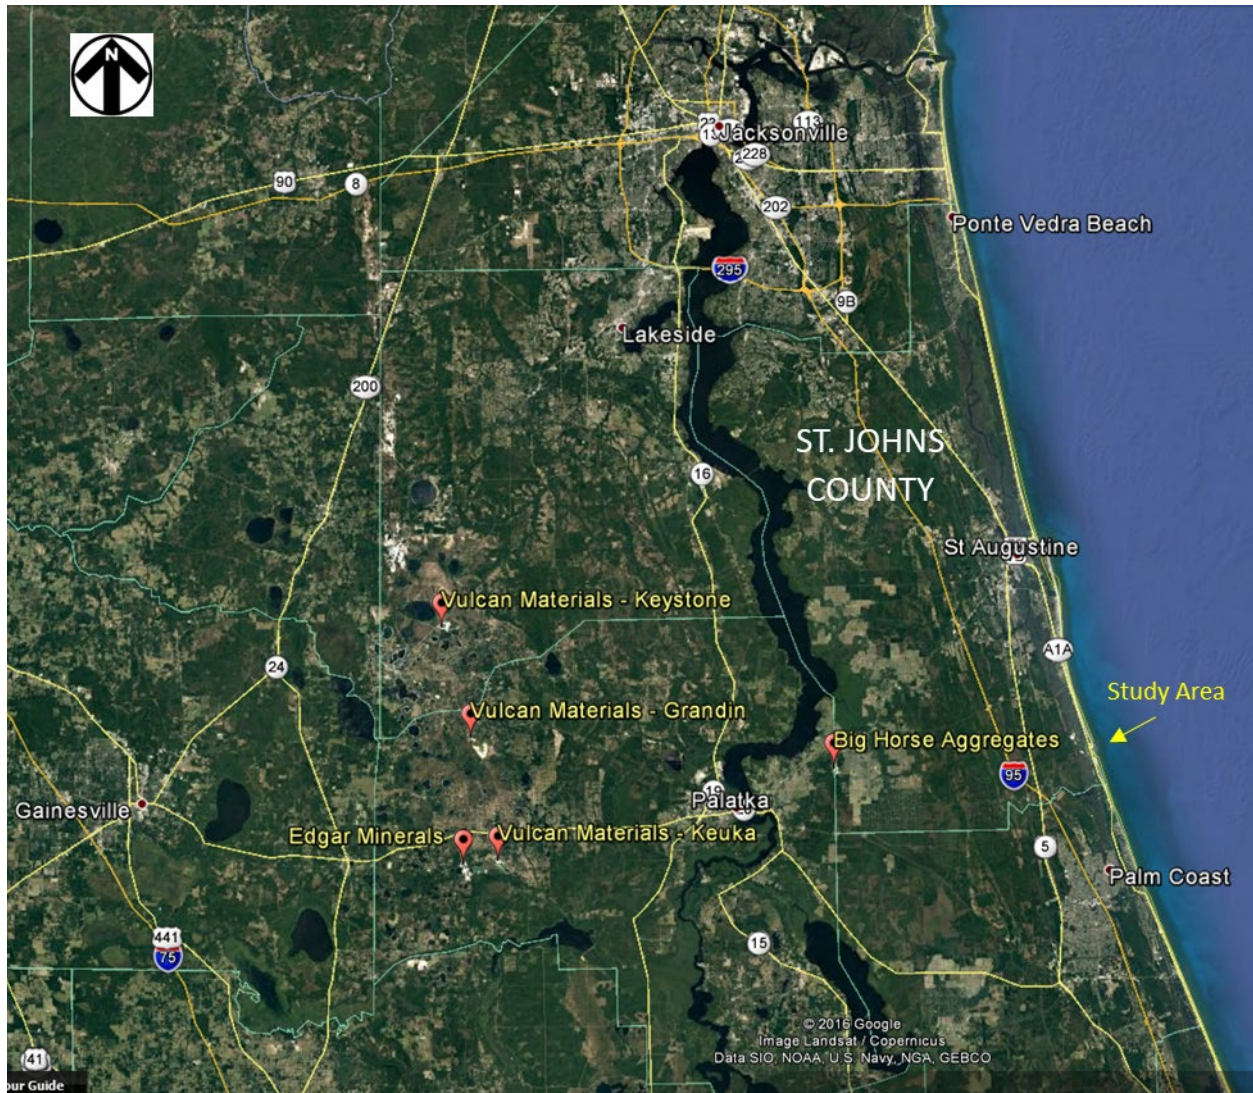 N
Jacksonville
113
228
90
8
202
Ponte Vedra Beach
295
9B
Lakeside
200
ST. JOHNS
COUNTY
16
St Augustine
Vulcan Materials - Keystone
A1A
24
Study Area
Vulcan Materials - Grandin
Big Horse Aggregates
95
19
Palatka
Gainesville
Edgar Minerals
Vulcan Materials - Keuka
5
Palm Coast
441
75
15
© 2016 Google
Image Landsat / Copernicus
Data SIO, NOAA, U.S. Navy, NGA, GEBCO
41
our Guide